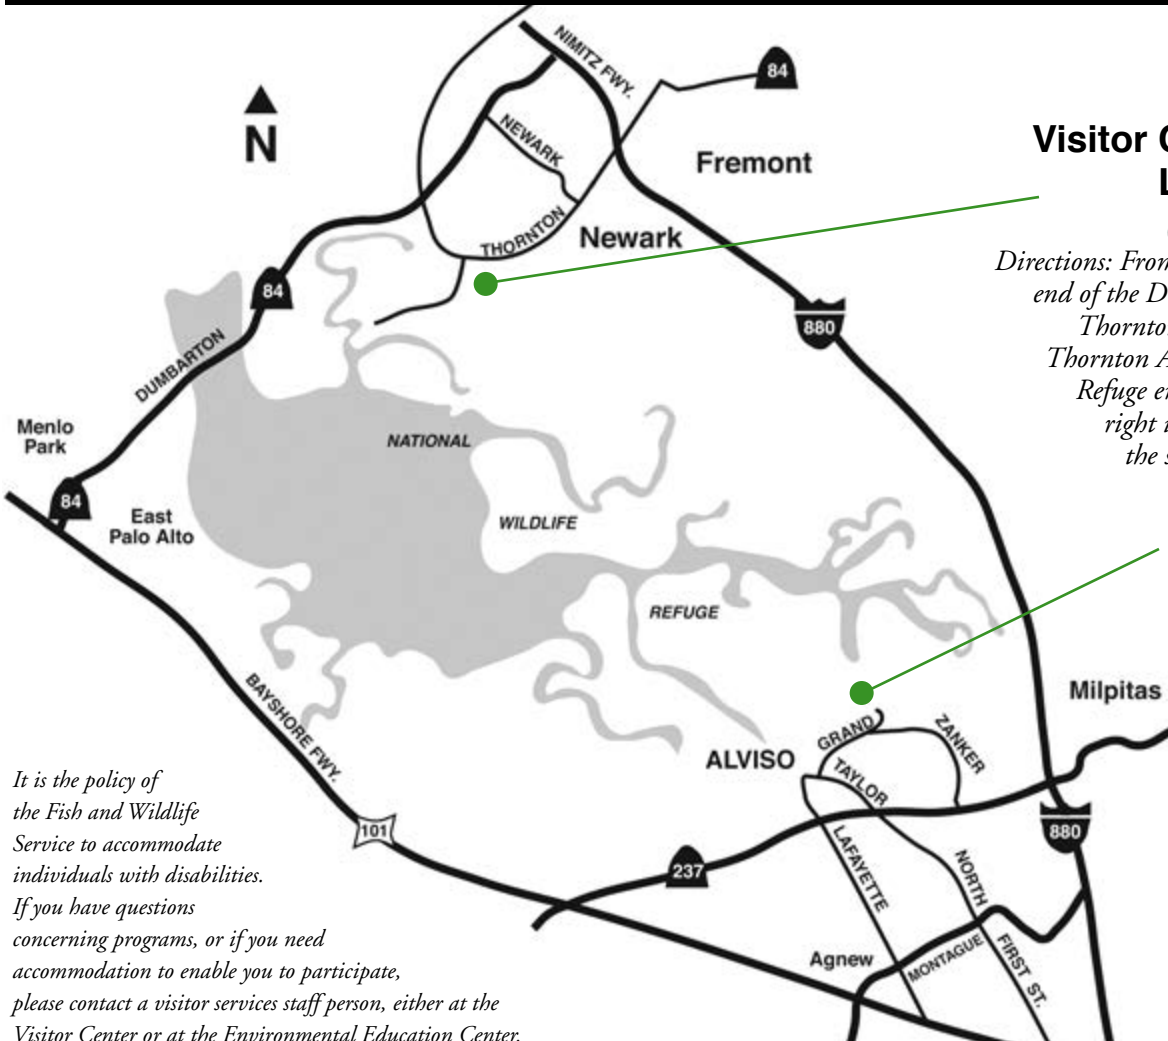 NIMITZ FWY.
84
N
NEWARK
Fremont
Visitor
THORNTON
Newark
Directions: From
end of the
84
880
Thornton
DUMBARTON
Thornton
Refuge
Menlo
Park
right
NATIONAL
the
84
East
Palo Alto
WILDLIFE
REFUGE
BAYSHORE FWY.
Milpitas
GRAND
ZANKER
ALVISO
TAYLOR
It is the policy of
the Fish and Wildlife
Service to accommodate
individuals with disabilities.
If you have questions
concerning programs, or if you need
accommodation to enable you to participate,
please contact a visitor services staff person, either at the
Visitor Center or at the Environmental Education Center.
101
880
LAFAYETTE
237
NORTH
FIRST ST.
Agnew
MONTAGUE